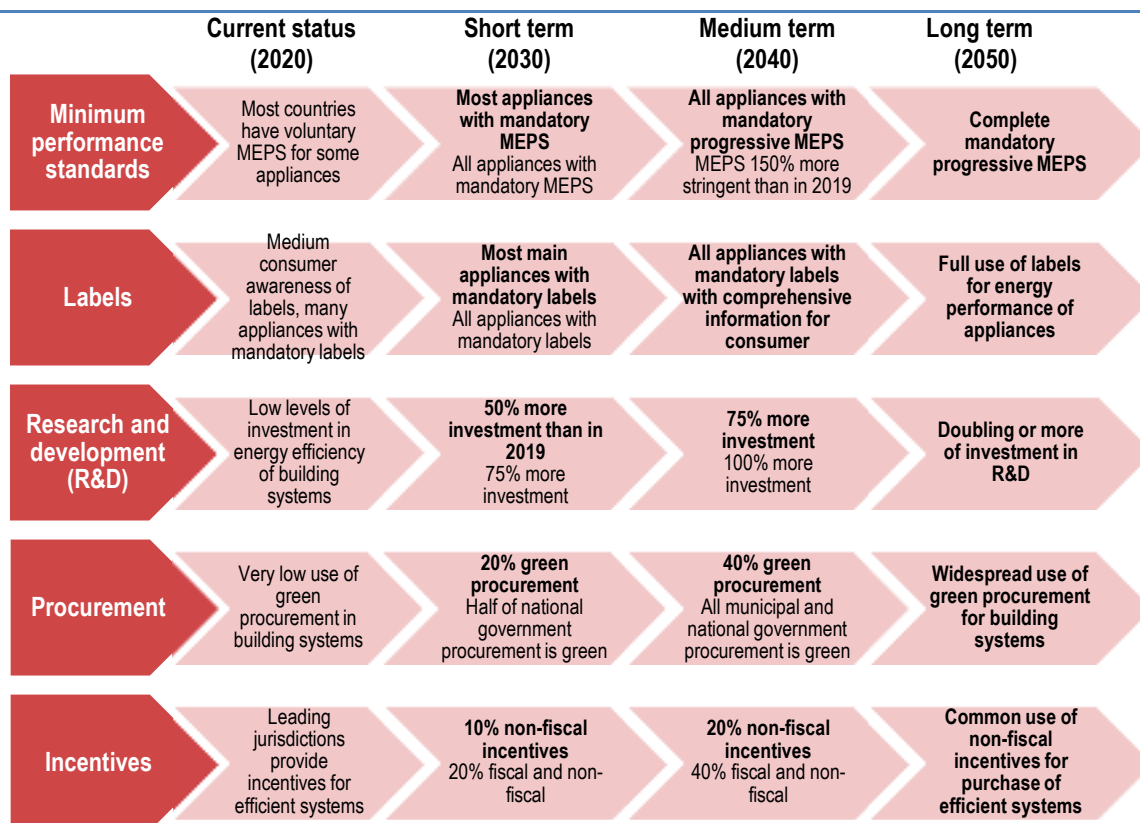 Current status
(2020)
Short term
(2030)
Medium term
(2040)
Long term
(2050)
Minimum
performance
standards
Most countries
have voluntary
MEPS for some
appliances
Most appliances
with mandatory
MEPS
All appliances with
mandatory MEPS
All appliances with
mandatory
progressive MEPS
MEPS 150% more
stringent than in 2019
Complete
mandatory
progressive MEPS
Labels
Medium
consumer
awareness of
labels, many
appliances with
mandatory labels
Most main
appliances with
mandatory labels
All appliances with
mandatory labels
All appliances with
mandatory labels
with comprehensive
information for
consumer
Full use of labels
for energy
performance of
appliances
Research and
development
(R&D)
Low levels of
investment in
energy efficiency
of building
systems
50% more
investment than in
2019
75% more
investment
75% more
investment
100% more
investment
Doubling or more
of investment in
R&D
Procurement
Very low use of
green
procurement in
building systems
20% green
procurement
Half of national
government
procurement is green
40% green
procurement
All municipal and
national government
procurement is green
Widespread use of
green procurement
for building
systems
Incentives
Leading
jurisdictions
provide
incentives for
efficient systems
10% non-fiscal
incentives
20% fiscal and non-
fiscal
20% non-fiscal
incentives
40% fiscal and non-
fiscal
Common use of
non-fiscal
incentives for
purchase of
efficient systems